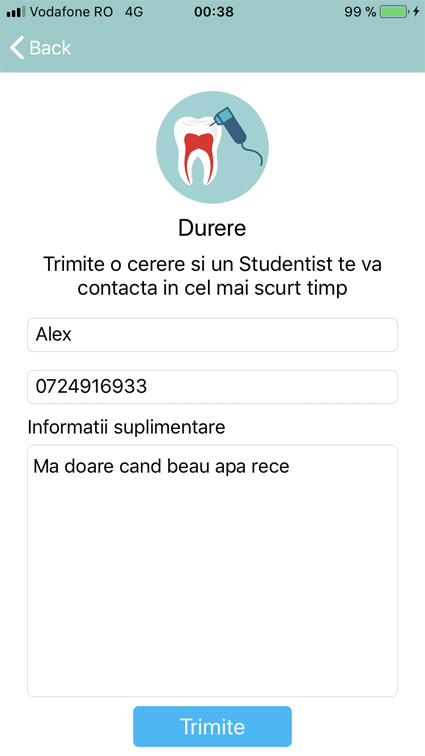 Vodafone RO 4G 00:38 99 %
Back
Durere
Trimite o cerere si un Studentist te va
contacta in cel mai scurt timp
Alex
0724916933
Informatii suplimentare
Ma doare cand beau apa rece
Trimite